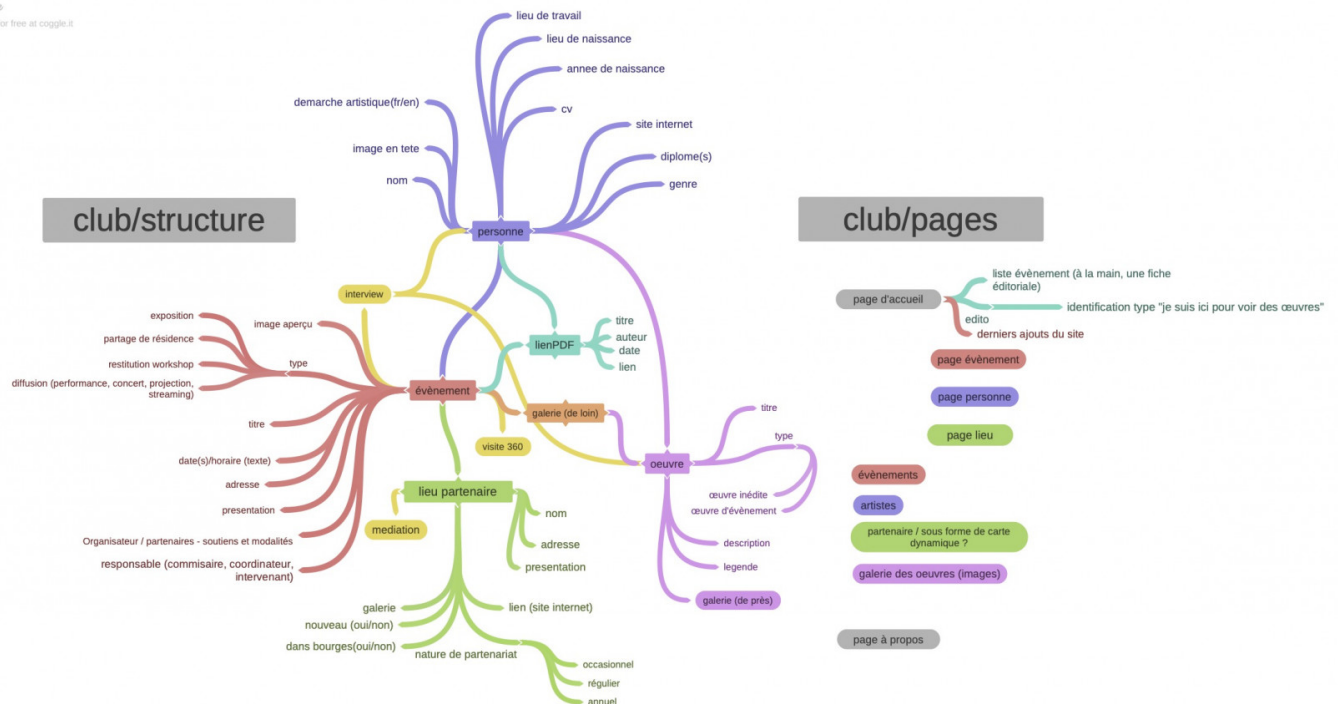 or free at coggle.it
lieu de travail
lieu de naissance
annee de naissance
cv
demarche artistique(fr/en)
image en tete
nom
site internet
diplome(s)
genre
club/structure
personne
club/pages
interview
exposition
partage de résidence
restitution workshop
diffusion (performance, concert, projection,
streaming)
type
image aperçu
lienPDF
titre
auteur
date
lien
évènement
galerie (de loin)
visite 360
titre
date(s)/horaire (texte)
adresse
presentation
Organisateur / partenaires - soutiens et modalités
responsable (commisaire, coordinateur,
intervenant)
lieu partenaire
mediation
nom
adresse
presentation
galerie
nouveau (oui/non)
dans bourges(oui/non)
lien (site internet)
nature de partenariat
occasionnel
régulier
annuel
oeuvre
titre
type
œuvre inédite
œuvre d'évènement
description
legende
galerie (de près)
page d'accueil
liste évènement (à la main, une fiche
éditoriale)
identification type "je suis ici pour voir des œuvres"
edito
derniers ajouts du site
page évènement
page personne
page lieu
évènements
artistes
partenaire / sous forme de carte
dynamique ?
galerie des oeuvres (images)
page à propos